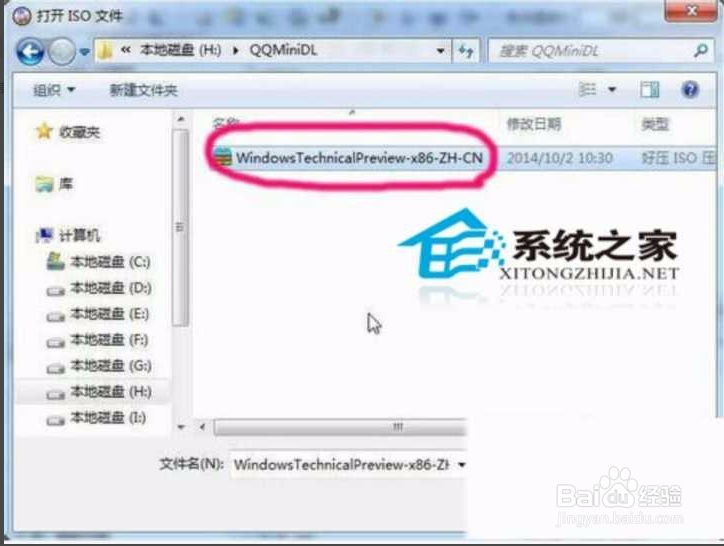 打开 ISO 文件
« 本地磁盘 (H:) ▸ QQMiniDL
搜索 QQMiniDL
组织 ▾ 新建文件夹
名称 修改日期 类型
收藏夹
WindowsTechnicalPreview-x86-ZH-CN 2014/10/2 10:30 好压 ISO 压
库
计算机
本地磁盘 (C:)
本地磁盘 (D:)
本地磁盘 (E:)
本地磁盘 (F:)
本地磁盘 (G:)
本地磁盘 (H:)
本地磁盘 (I:)
系统之家
XITONGZHIJIA.NET
文件名(N): WindowsTechnicalPreview-x86-ZH
Baidu经验
jingyan.baidu.com